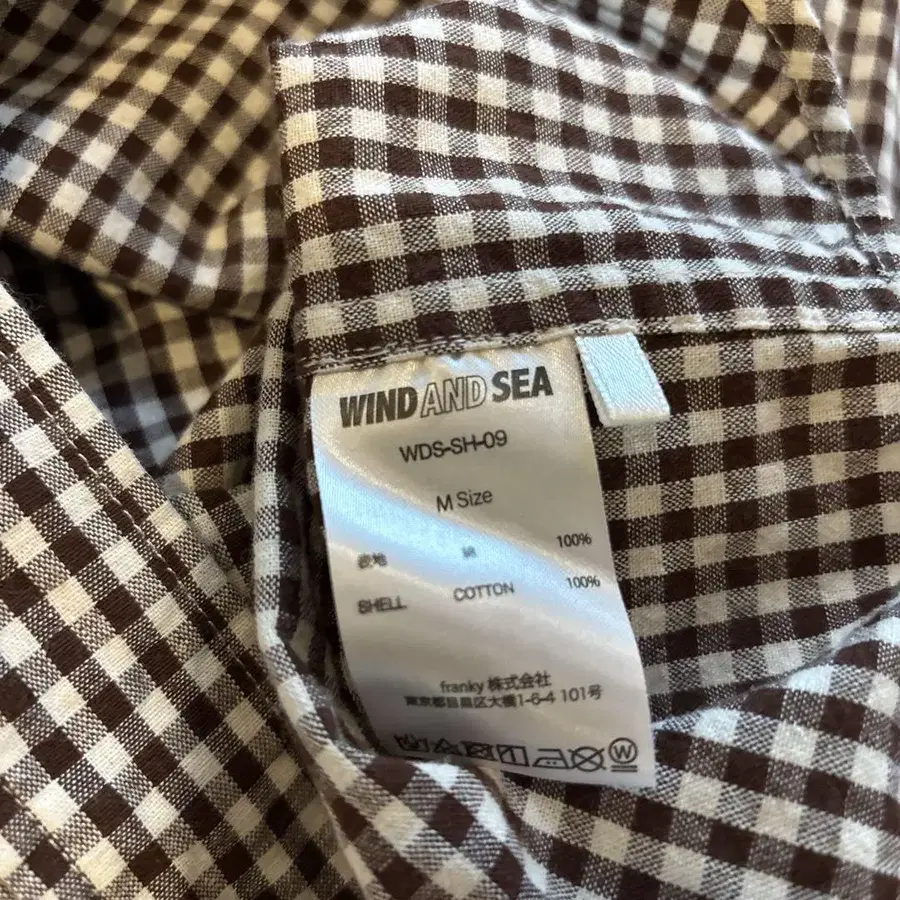 WIND AND SEA
WDS-SH-09
M Size
表地 綿 100%
SHELL COTTON 100%
franky 株式会社
東京都目黒区大橋1-6-4 101号
W